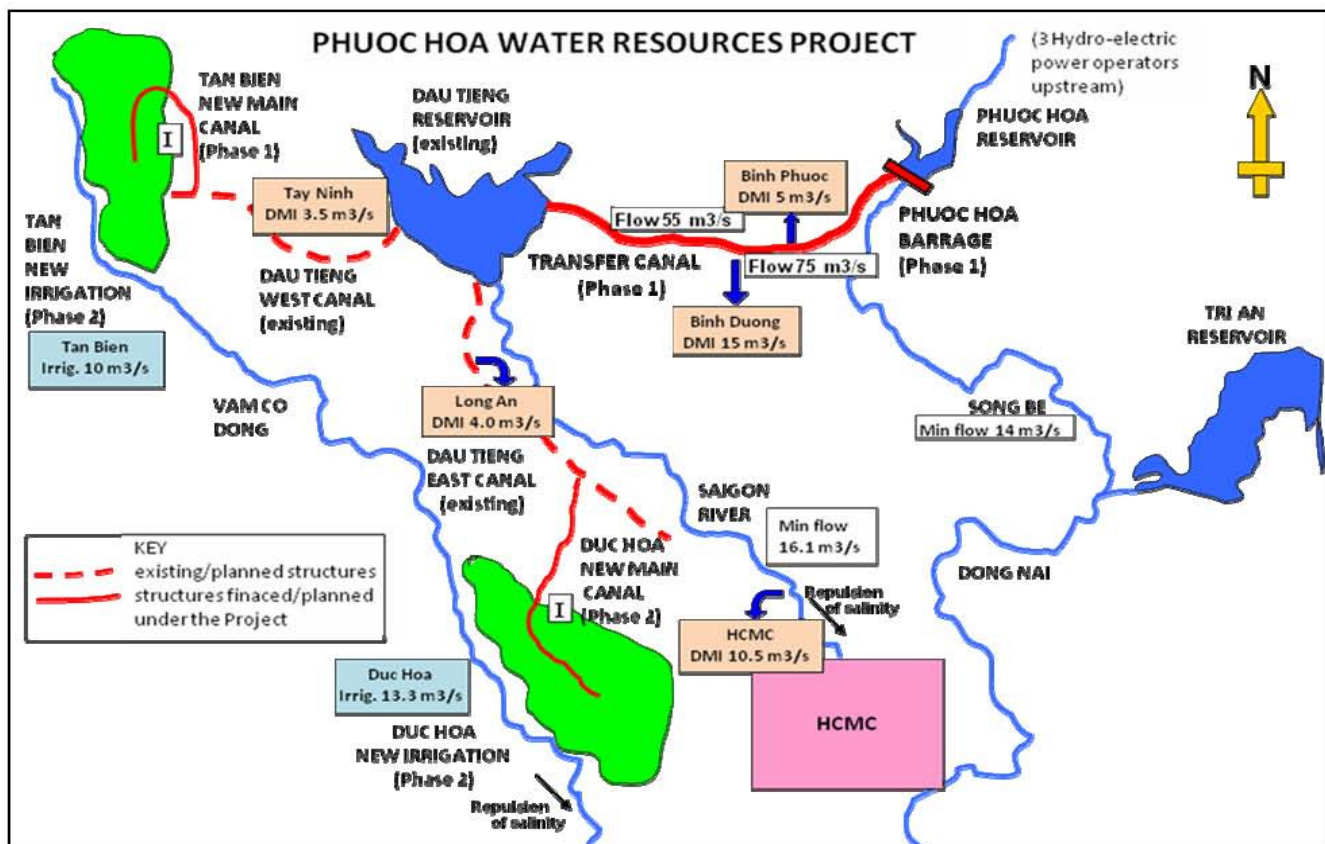 PHUOC HOA WATER RESOURCES PROJECT
(3 Hydro-electric
power operators
upstream)
N
TAN BIEN
NEW MAIN
CANAL
(Phase 1)
I
DAU TIENG
RESERVOIR
(existing)
PHUOC HOA
RESERVOIR
Binh Phuoc
DMI 5 m3/s
Tay Ninh
DMI 3.5 m3/s
Flow 55 m3/s
PHUOC HOA
BARRAGE
(Phase 1)
TAN
BIEN
NEW
IRRIGATION
(Phase 2)
DAU TIENG
WEST CANAL
(existing)
TRANSFER CANAL
(Phase 1)
Flow 75 m3/s
Binh Duong
DMI 15 m3/s
TRI AN
RESERVOIR
Tan Bien
Irrig. 10 m3/s
VAM CO
DONG
Long An
DMI 4.0 m3/s
SONG BE
Min flow 14 m3/s
DAU TIENG
EAST CANAL
(existing)
SAIGON
RIVER
Min flow
16.1 m3/s
KEY
existing/planned structures
structures finaced/planned
under the Project
DUC HOA
NEW MAIN
CANAL
(Phase 2)
I
DONG NAI
Repulsion
of salinity
HCMC
DMI 10.5 m3/s
Duc Hoa
Irrig. 13.3 m3/s
HCMC
DUC HOA
NEW IRRIGATION
(Phase 2)
Repulsion
of salinity